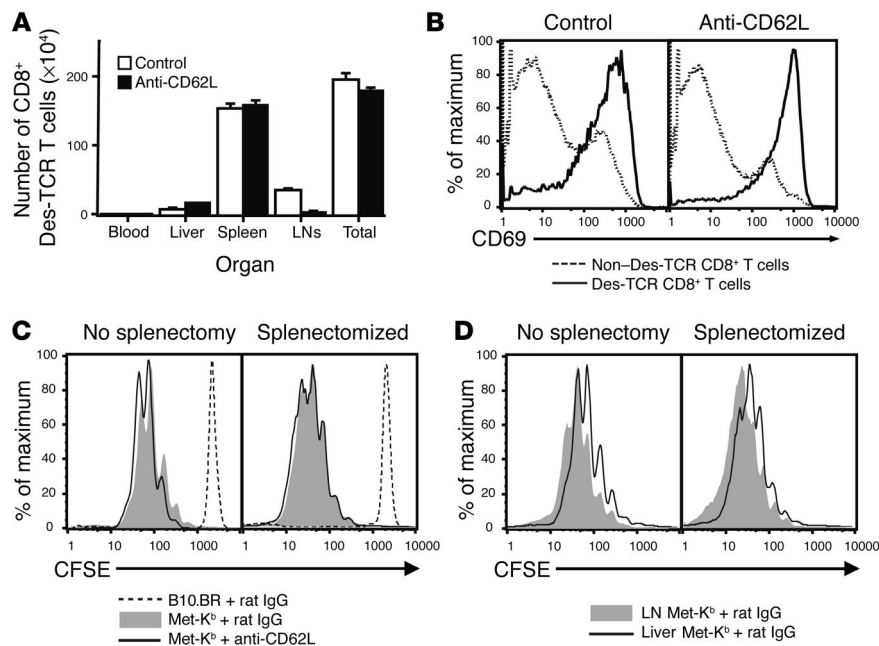 A
Number of CD8⁺
Des-TCR T cells (×10⁴)
200
100
0
Control
Anti-CD62L
Blood Liver Spleen LNs Total
Organ
B
Control Anti-CD62L
% of maximum
100
80
60
40
20
0
1 10 100 1000 1 10 100 1000 10000
CD69
Non–Des-TCR CD8⁺ T cells
Des-TCR CD8⁺ T cells
C
No splenectomy Splenectomized
% of maximum
100
80
60
40
20
0
1 10 100 1000 1 10 100 1000 10000
CFSE
B10.BR + rat IgG
Met-Kᵇ + rat IgG
Met-Kᵇ + anti-CD62L
D
No splenectomy Splenectomized
% of maximum
100
80
60
40
20
0
1 10 100 1000 1 10 100 1000 10000
CFSE
LN Met-Kᵇ + rat IgG
Liver Met-Kᵇ + rat IgG